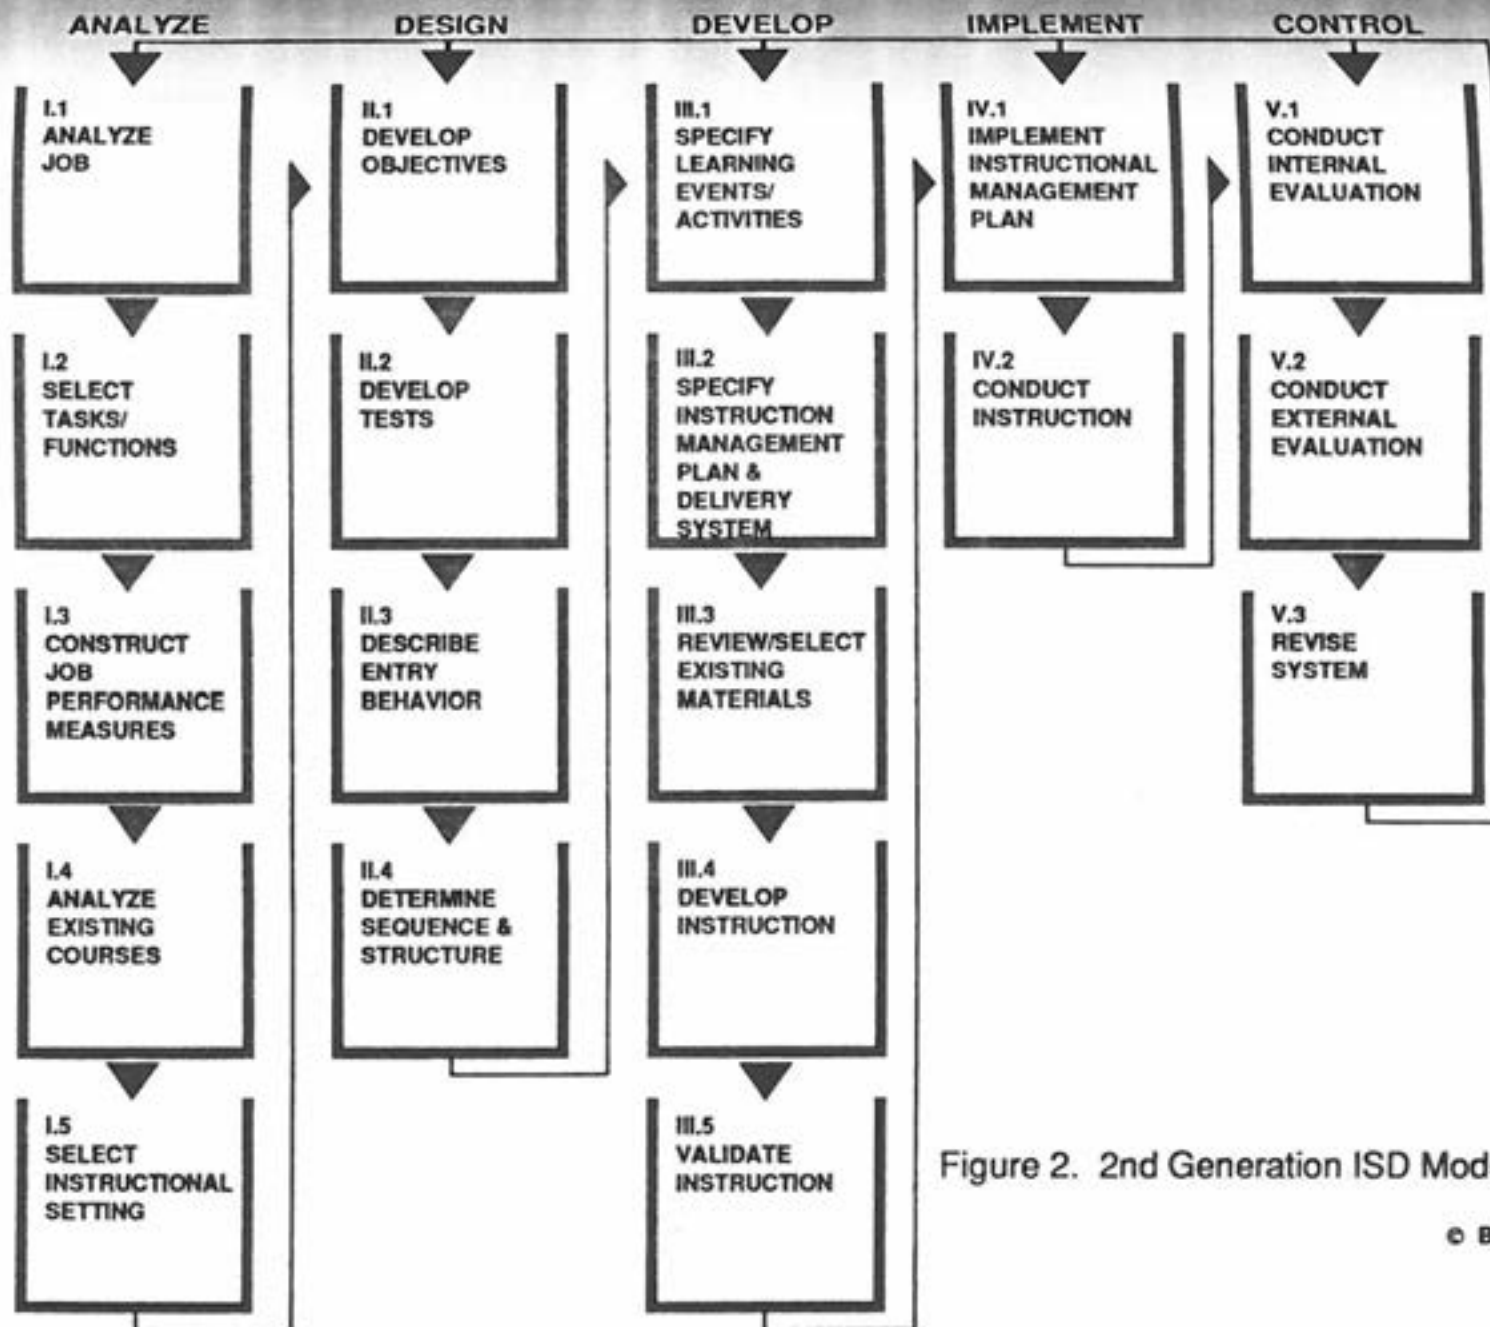 ANALYZE
I.1
ANALYZE
JOB
I.2
SELECT
TASKS/
FUNCTIONS
I.3
CONSTRUCT
JOB
PERFORMANCE
MEASURES
I.4
ANALYZE
EXISTING
COURSES
I.5
SELECT
INSTRUCTIONAL
SETTING
DESIGN
II.1
DEVELOP
OBJECTIVES
II.2
DEVELOP
TESTS
II.3
DESCRIBE
ENTRY
BEHAVIOR
II.4
DETERMINE
SEQUENCE &
STRUCTURE
DEVELOP
III.1
SPECIFY
LEARNING
EVENTS/
ACTIVITIES
III.2
SPECIFY
INSTRUCTION
MANAGEMENT
PLAN &
DELIVERY
SYSTEM
III.3
REVIEW/SELECT
EXISTING
MATERIALS
III.4
DEVELOP
INSTRUCTION
III.5
VALIDATE
INSTRUCTION
IMPLEMENT
IV.1
IMPLEMENT
INSTRUCTIONAL
MANAGEMENT
PLAN
IV.2
CONDUCT
INSTRUCTION
CONTROL
V.1
CONDUCT
INTERNAL
EVALUATION
V.2
CONDUCT
EXTERNAL
EVALUATION
V.3
REVISE
SYSTEM
Figure 2. 2nd Generation ISD Mod
©